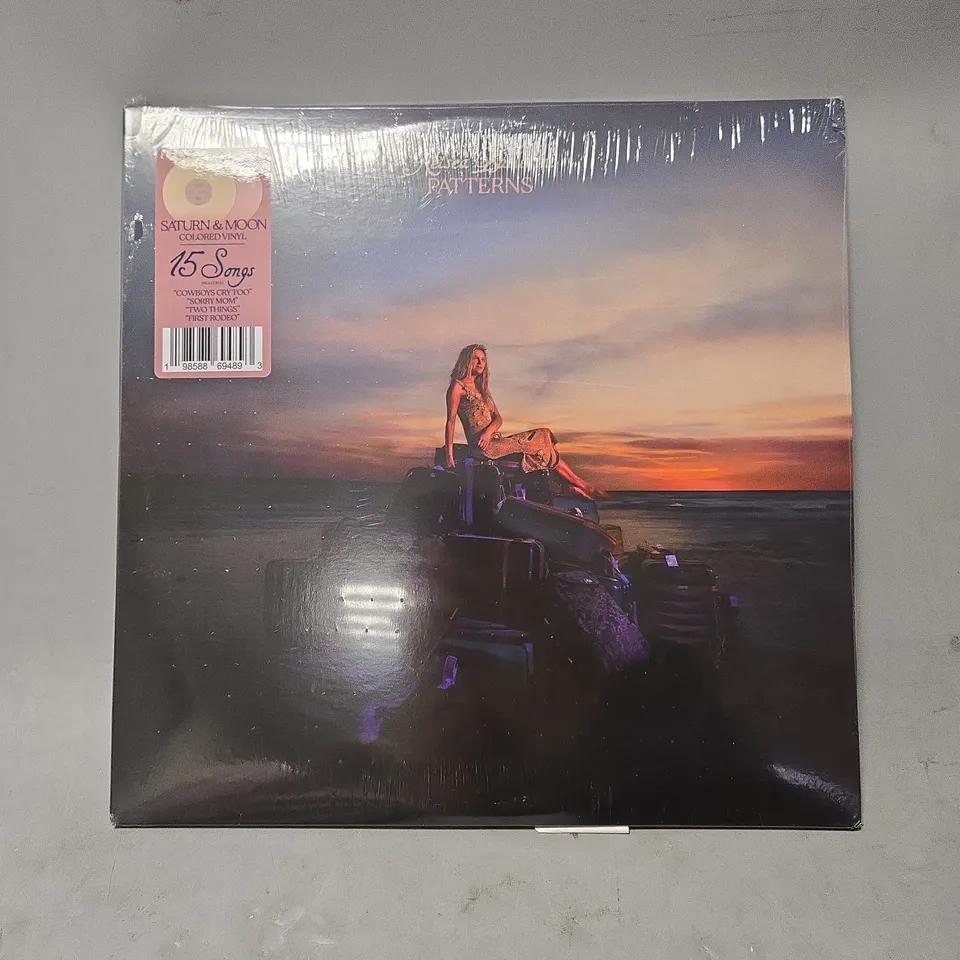 PATTERNS
SATURN & MOON
COLORED VINYL
15 Songs
"COWBOYS CRY TOO"
"SORRY MOM"
"TWO THINGS"
"FIRST RODEO"
1 98588 69489 3